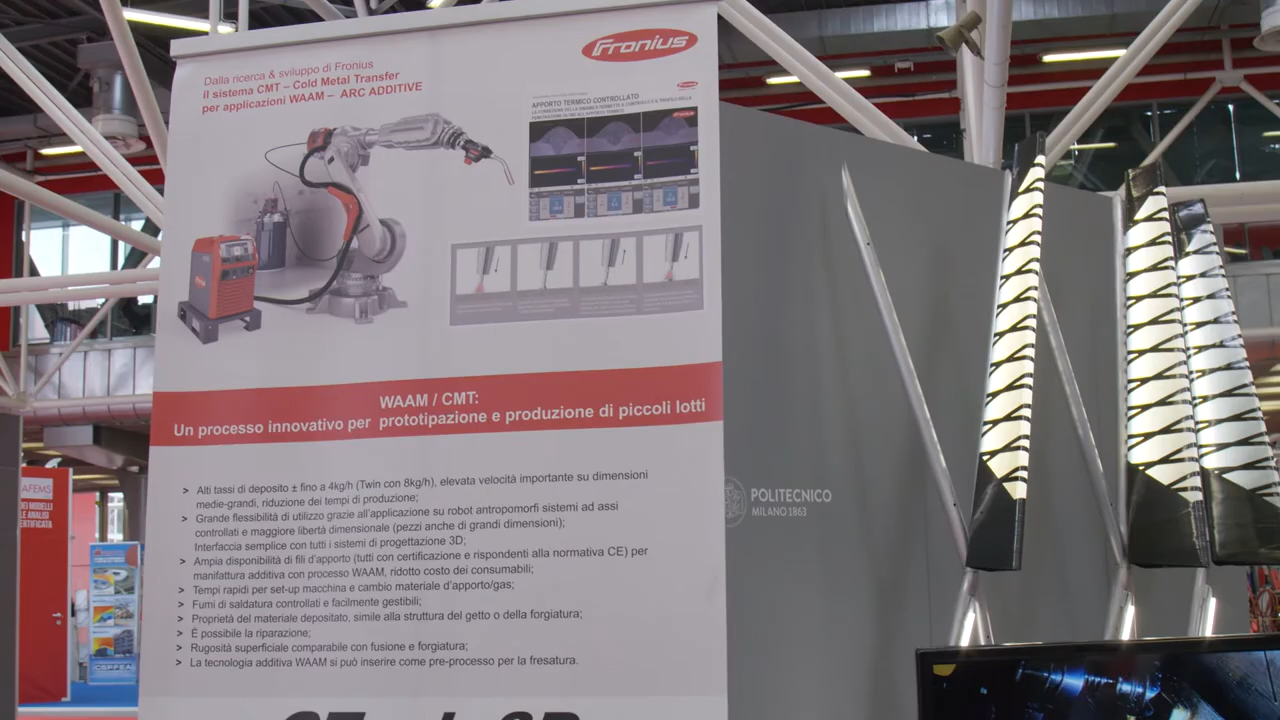 Fronius
Dalla ricerca & sviluppo di Fronius
il sistema CMT – Cold Metal Transfer
per applicazioni WAAM – ARC ADDITIVE
APPORTO TERMICO CONTROLLATO
WAAM / CMT:
Un processo innovativo per prototipazione e produzione di piccoli lotti
> Alti tassi di deposito ± fino a 4kg/h (Twin con 8kg/h), elevata velocità importante su dimensioni
medie-grandi, riduzione dei tempi di produzione;
> Grande flessibilità di utilizzo grazie all'applicazione su robot antropomorfi sistemi ad assi
controllati e maggiore libertà dimensionale (pezzi anche di grandi dimensioni);
Interfaccia semplice con tutti i sistemi di progettazione 3D;
> Ampia disponibilità di fili d'apporto (tutti con certificazione e rispondenti alla normativa CE) per
manifattura additiva con processo WAAM, ridotto costo dei consumabili;
> Tempi rapidi per set-up macchina e cambio materiale d'apporto/gas;
> Fumi di saldatura controllati e facilmente gestibili;
> Proprietà del materiale depositato, simile alla struttura del getto o della forgiatura;
> É possibile la riparazione;
> Rugosità superficiale comparabile con fusione e forgiatura;
> La tecnologia additiva WAAM si può inserire come pre-processo per la fresatura.
POLITECNICO
MILANO 1863
AFEMS
DEI MODELLI
LE ANALISI
CERTIFICATA